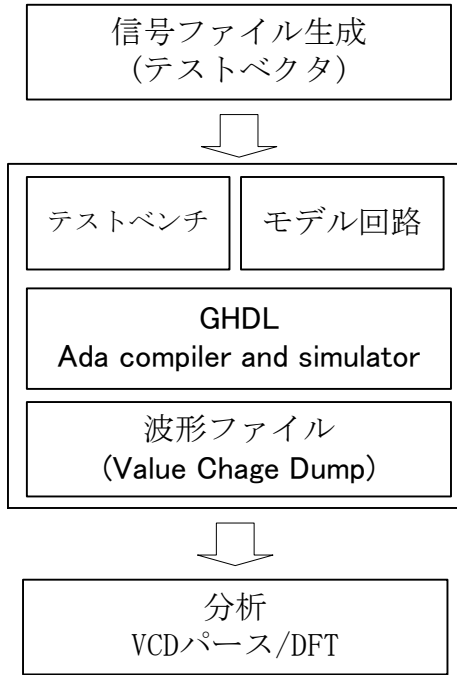 信号ファイル生成
(テストベクタ)
テストベンチ
モデル回路
GHDL
Ada compiler and simulator
波形ファイル
(Value Chage Dump)
分析
VCDパース/DFT